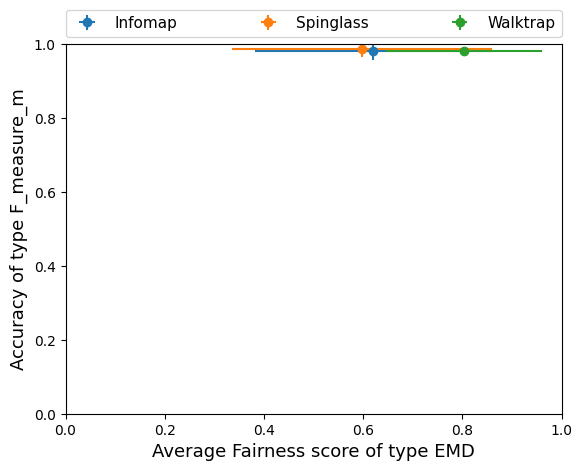 Infomap Spinglass Walktrap
1.0
0.8
0.6
0.4
0.2
0.0
Accuracy of type F_measure_m
0.0 0.2 0.4 0.6 0.8 1.0
Average Fairness score of type EMD